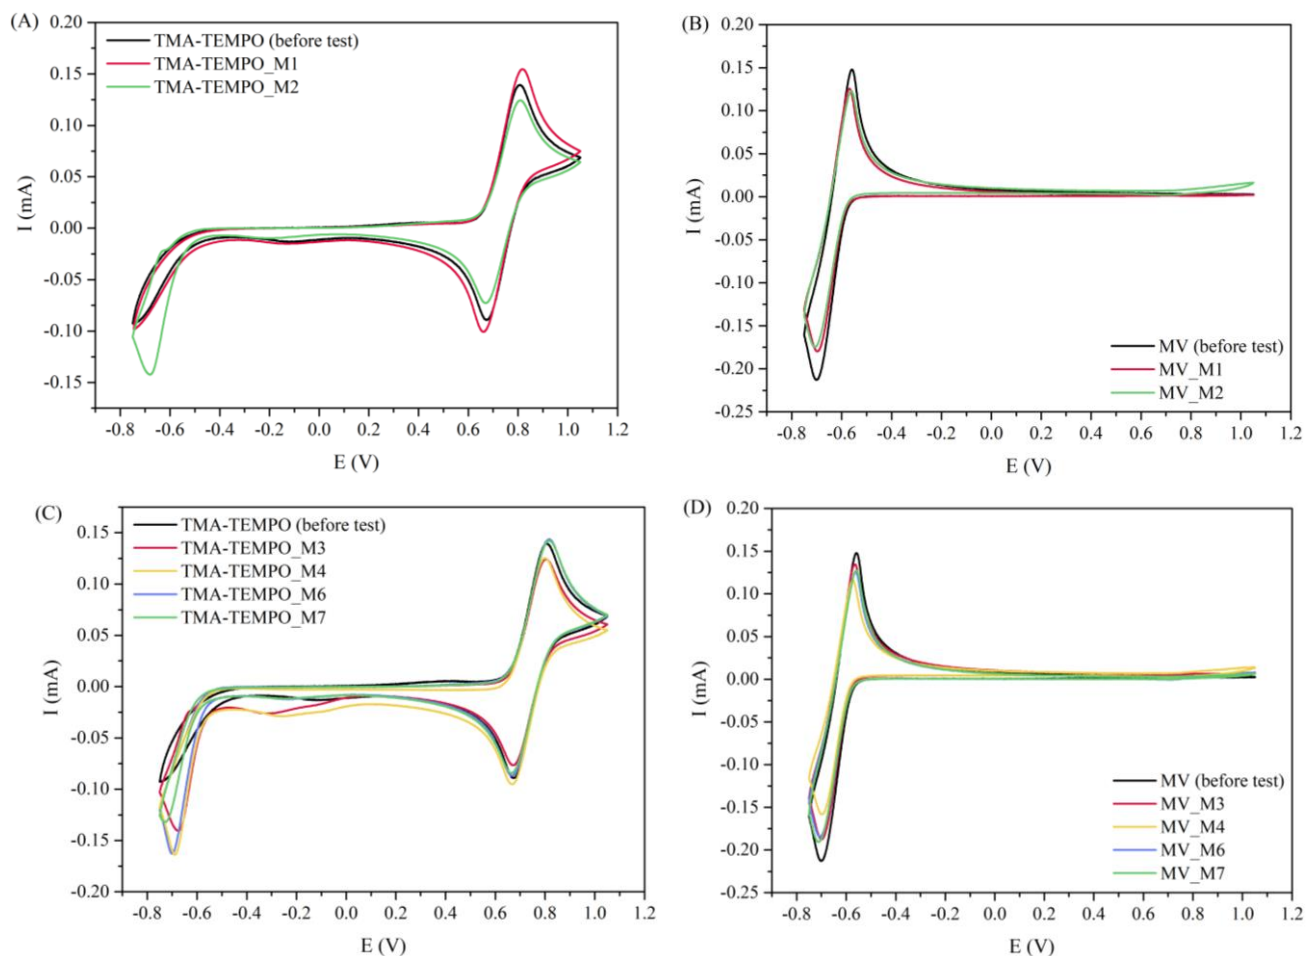 (A)
TMA-TEMPO (before test)
TMA-TEMPO_M1
TMA-TEMPO_M2
0.20
0.15
0.10
0.05
0.00
-0.05
-0.10
-0.15
I (mA)
-0.8 -0.6 -0.4 -0.2 0.0 0.2 0.4 0.6 0.8 1.0 1.2
E (V)
(B)
0.20
0.15
0.10
0.05
0.00
-0.05
-0.10
-0.15
-0.20
-0.25
I (mA)
MV (before test)
MV_M1
MV_M2
-0.8 -0.6 -0.4 -0.2 0.0 0.2 0.4 0.6 0.8 1.0 1.2
E (V)
(C)
TMA-TEMPO (before test)
TMA-TEMPO_M3
TMA-TEMPO_M4
TMA-TEMPO_M6
TMA-TEMPO_M7
0.15
0.10
0.05
0.00
-0.05
-0.10
-0.15
-0.20
I (mA)
-0.8 -0.6 -0.4 -0.2 0.0 0.2 0.4 0.6 0.8 1.0 1.2
E (V)
(D)
0.20
0.15
0.10
0.05
0.00
-0.05
-0.10
-0.15
-0.20
-0.25
I (mA)
MV (before test)
MV_M3
MV_M4
MV_M6
MV_M7
-0.8 -0.6 -0.4 -0.2 0.0 0.2 0.4 0.6 0.8 1.0 1.2
E (V)